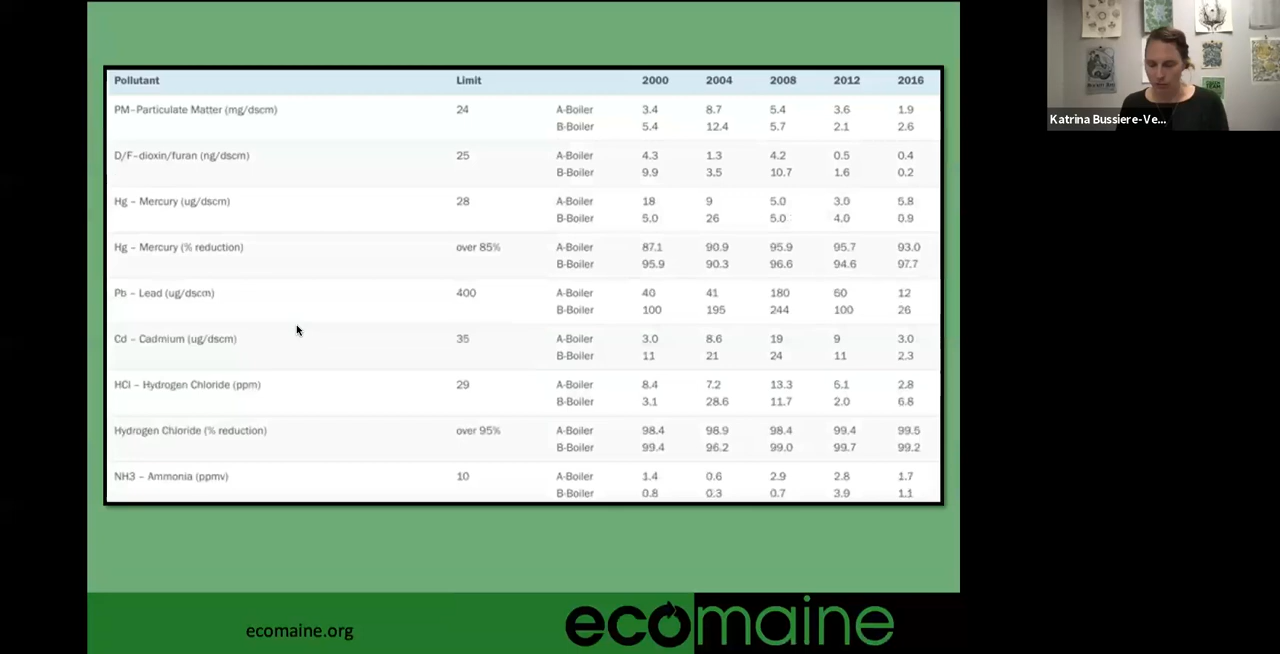 Pollutant Limit 2000 2004 2008 2012 2016
PM–Particulate Matter (mg/dscm) 24 A-Boiler 3.4 8.7 5.4 3.6 1.9
B-Boiler 5.4 12.4 5.7 2.1 2.6
D/F–dioxin/furan (ng/dscm) 25 A-Boiler 4.3 1.3 4.2 0.5 0.4
B-Boiler 9.9 3.5 10.7 1.6 0.2
Hg – Mercury (ug/dscm) 28 A-Boiler 18 9 5.0 3.0 5.8
B-Boiler 5.0 26 5.0 4.0 0.9
Hg – Mercury (% reduction) over 85% A-Boiler 87.1 90.9 95.9 95.7 93.0
B-Boiler 95.9 90.3 96.6 94.6 97.7
Pb – Lead (ug/dscm) 400 A-Boiler 40 41 180 60 12
B-Boiler 100 195 244 100 26
Cd – Cadmium (ug/dscm) 35 A-Boiler 3.0 8.6 19 9 3.0
B-Boiler 11 21 24 11 2.3
HCl – Hydrogen Chloride (ppm) 29 A-Boiler 8.4 7.2 13.3 5.1 2.8
B-Boiler 3.1 28.6 11.7 2.0 6.8
Hydrogen Chloride (% reduction) over 95% A-Boiler 98.4 98.9 98.4 99.4 99.5
B-Boiler 99.4 96.2 99.0 99.7 99.2
NH3 – Ammonia (ppmv) 10 A-Boiler 1.4 0.6 2.9 2.8 1.7
B-Boiler 0.8 0.3 0.7 3.9 1.1
ecomaine.org
ecomaine
Katrina Bussiere-Ve...